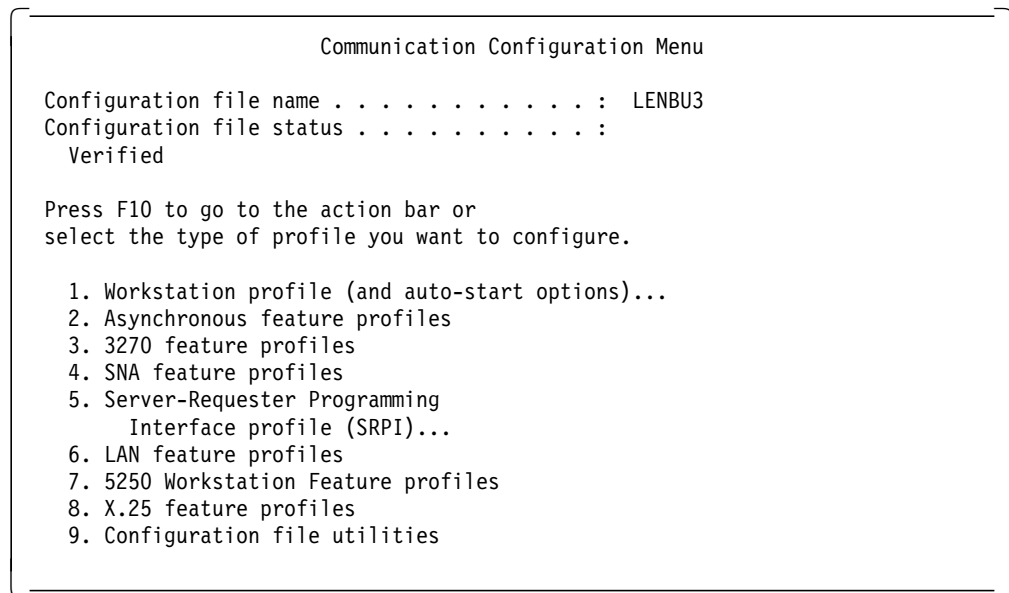 Communication Configuration Menu
Configuration file name . . . . . . . . . . . : LENBU3
Configuration file status . . . . . . . . . . :
Verified
Press F10 to go to the action bar or
select the type of profile you want to configure.
1. Workstation profile (and auto-start options)...
2. Asynchronous feature profiles
3. 3270 feature profiles
4. SNA feature profiles
5. Server-Requester Programming
Interface profile (SRPI)...
6. LAN feature profiles
7. 5250 Workstation Feature profiles
8. X.25 feature profiles
9. Configuration file utilities